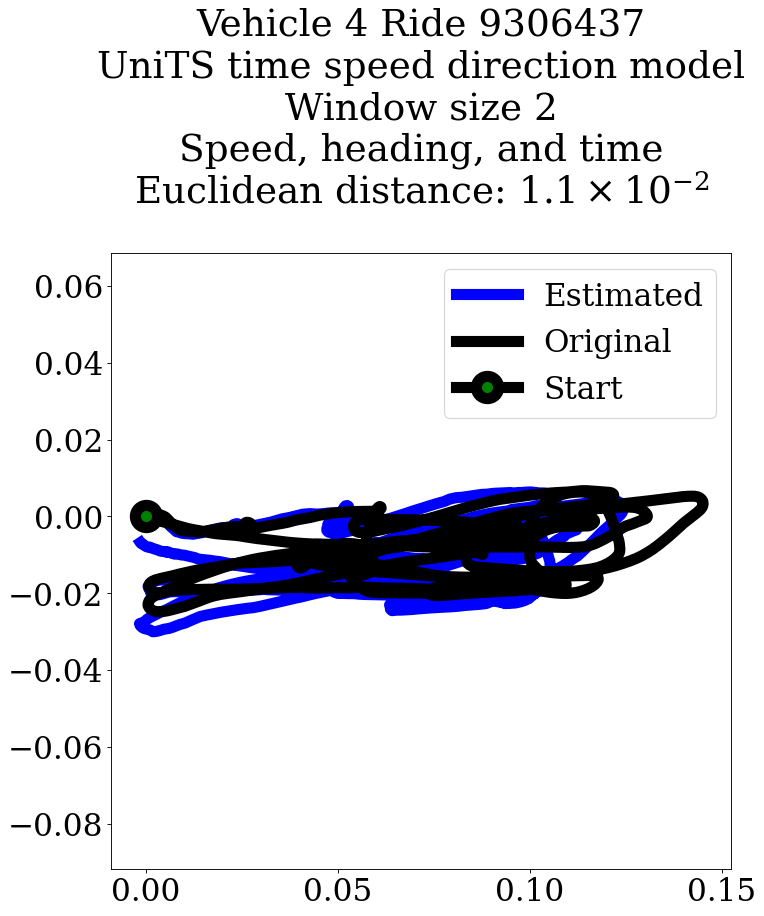 Vehicle 4 Ride 9306437
UniTS time speed direction model
Window size 2
Speed, heading, and time
Euclidean distance: 1.1 × 10⁻²
Estimated
Original
Start
0.06
0.04
0.02
0.00
−0.02
−0.04
−0.06
−0.08
0.00 0.05 0.10 0.15